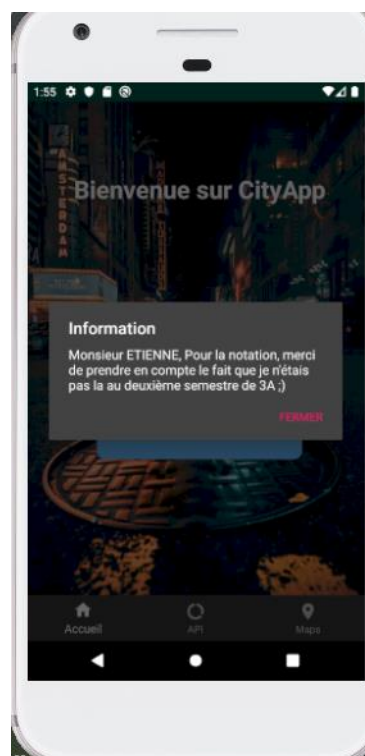 1:55
AMSTERDAM
Bienvenue sur CityApp
Information
Monsieur ETIENNE, Pour la notation, merci
de prendre en compte le fait que je n'étais
pas la au deuxième semestre de 3A ;)
FERMER
Accueil
API
Maps